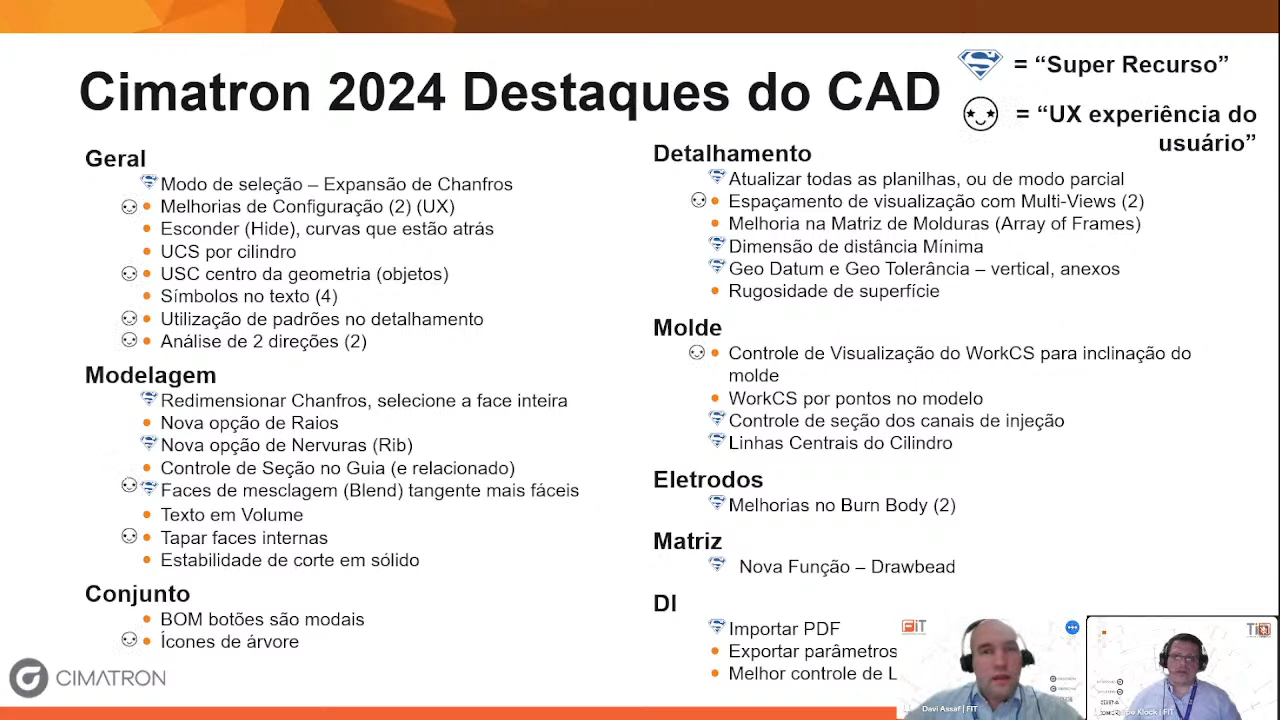 Cimatron 2024 Destaques do CAD
= “Super Recurso”
= “UX experiência do
usuário”
Geral
Modo de seleção – Expansão de Chanfros
Melhorias de Configuração (2) (UX)
Esconder (Hide), curvas que estão atrás
UCS por cilindro
USC centro da geometria (objetos)
Símbolos no texto (4)
Utilização de padrões no detalhamento
Análise de 2 direções (2)
Modelagem
Redimensionar Chanfros, selecione a face inteira
Nova opção de Raios
Nova opção de Nervuras (Rib)
Controle de Seção no Guia (e relacionado)
Faces de mesclagem (Blend) tangente mais fáceis
Texto em Volume
Tapar faces internas
Estabilidade de corte em sólido
Conjunto
BOM botões são modais
Ícones de árvore
CIMATRON
Detalhamento
Atualizar todas as planilhas, ou de modo parcial
Espaçamento de visualização com Multi-Views (2)
Melhoria na Matriz de Molduras (Array of Frames)
Dimensão de distância Mínima
Geo Datum e Geo Tolerância – vertical, anexos
Rugosidade de superfície
Molde
Controle de Visualização do WorkCS para inclinação do
molde
WorkCS por pontos no modelo
Controle de seção dos canais de injeção
Linhas Centrais do Cilindro
Eletrodos
Melhorias no Burn Body (2)
Matriz
Nova Função – Drawbead
DI
Importar PDF
Exportar parâmetros
Melhor controle de L
FiT
Davi Assaf | FIT
Klock | FIT